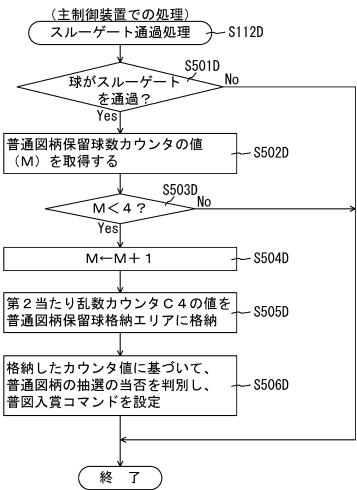 （主制御装置での処理）
スルーゲート通過処理
S112D
S501D
球がスルーゲート
を通過？
No
Yes
普通図柄保留球数カウンタの値
（M）を取得する
S502D
S503D
M＜4？
No
Yes
M←M＋1
S504D
第２当たり乱数カウンタＣ４の値を
普通図柄保留球格納エリアに格納
S505D
格納したカウンタ値に基づいて、
普通図柄の抽選の当否を判別し、
普図入賞コマンドを設定
S506D
終　了